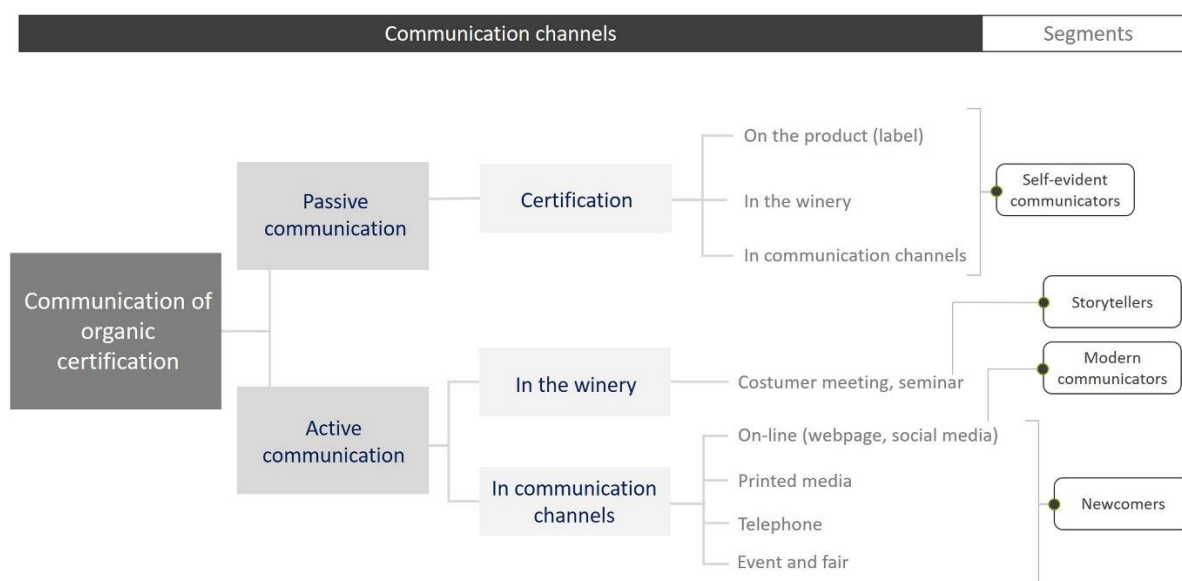 Communication channels
Segments
On the product (label)
Passive
communication
Certification
In the winery
Self-evident
communicators
In communication channels
Communication of
organic
certification
Storytellers
In the winery
Costumer meeting, seminar
Modern
communicators
Active
communication
On-line (webpage, social media)
In communication
channels
Printed media
Newcomers
Telephone
Event and fair